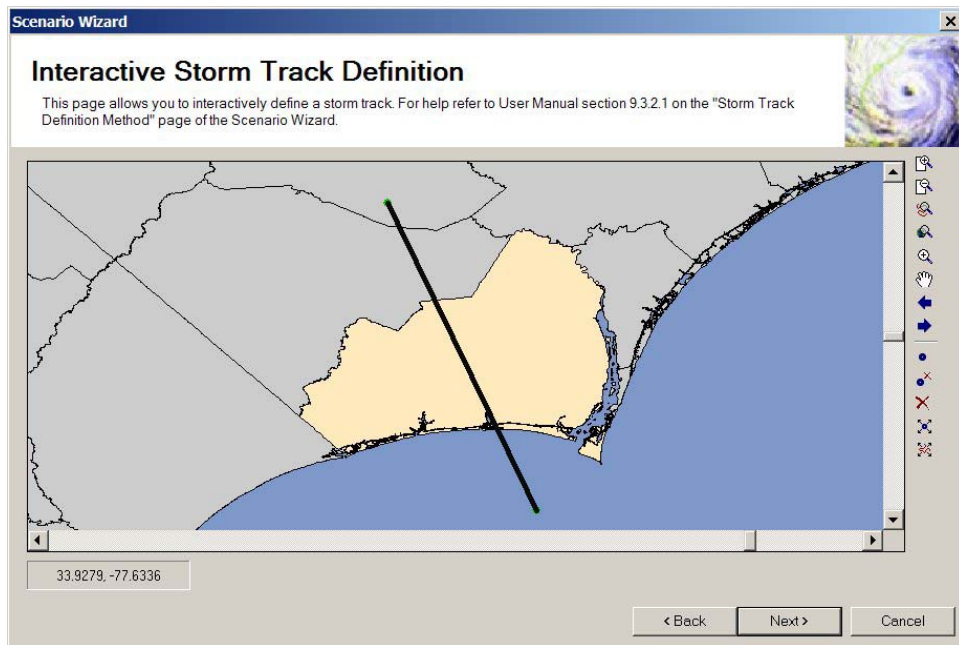 Scenario Wizard
Interactive Storm Track Definition
This page allows you to interactively define a storm track. For help refer to User Manual section 9.3.2.1 on the "Storm Track
Definition Method" page of the Scenario Wizard.
33.9279, -77.6336
< Back
Next >
Cancel